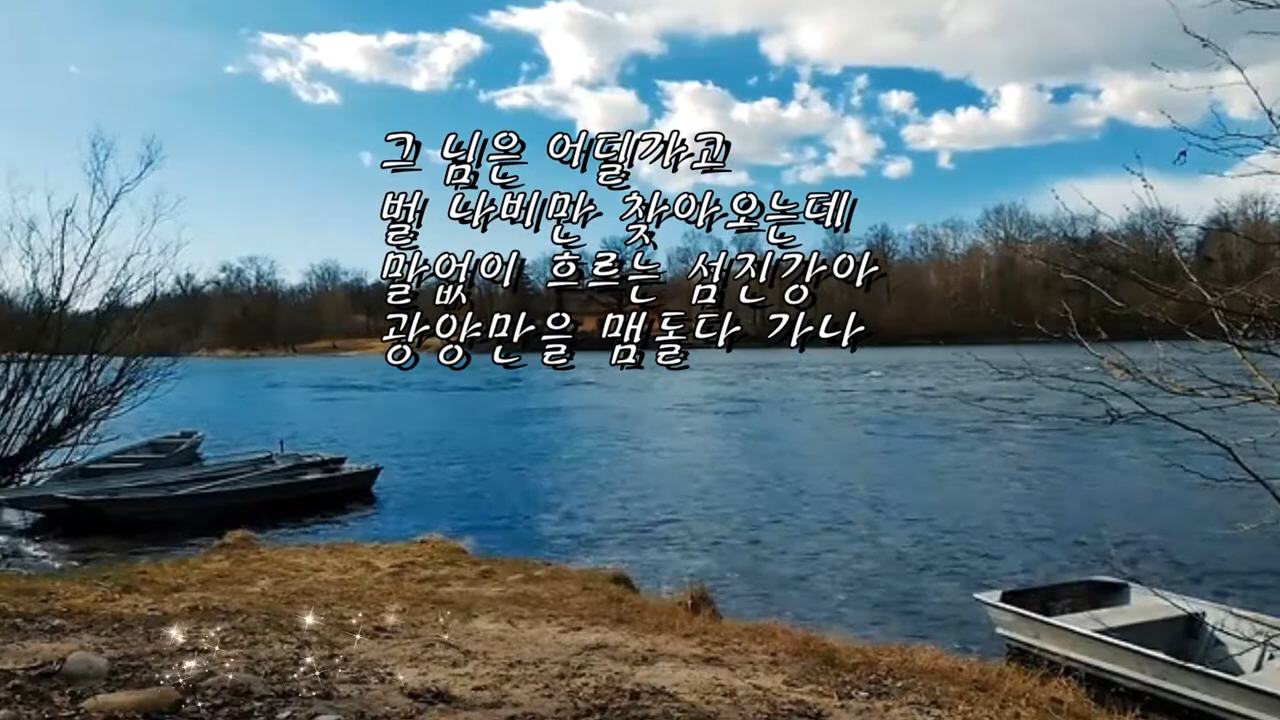 그 님은 어딜가고
벌 나비만 찾아오는데
말없이 흐르는 섬진강아
광양만을 맴돌다 가나